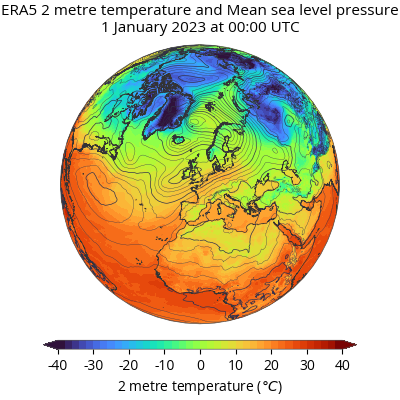 ERA5 2 metre temperature and Mean sea level pressure
1 January 2023 at 00:00 UTC
-40 -30 -20 -10 0 10 20 30 40
2 metre temperature (°C)